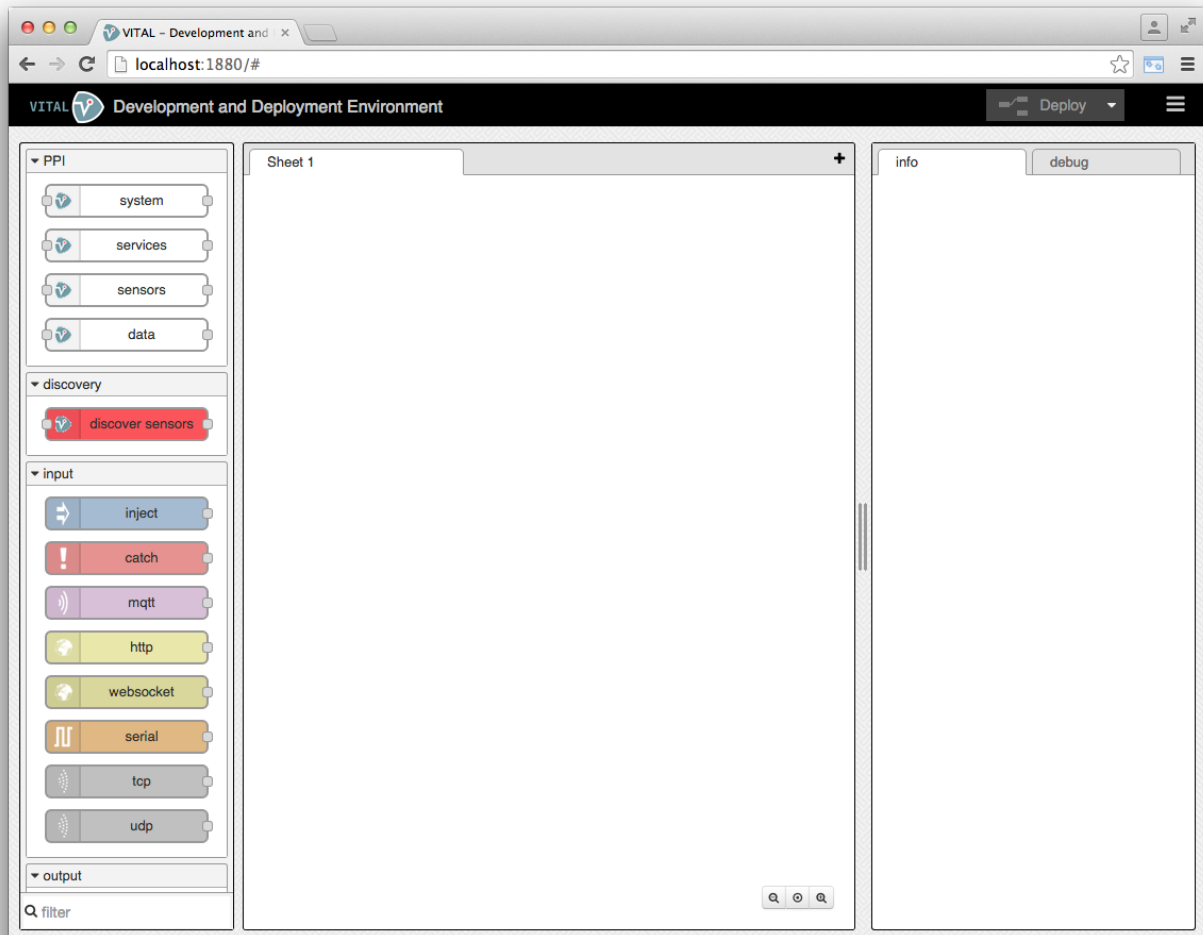 VITAL – Development and
localhost:1880/#
VITAL Development and Deployment Environment
Deploy
PPI
system
services
sensors
data
discovery
discover sensors
input
inject
catch
mqtt
http
websocket
serial
tcp
udp
output
filter
Sheet 1
info
debug